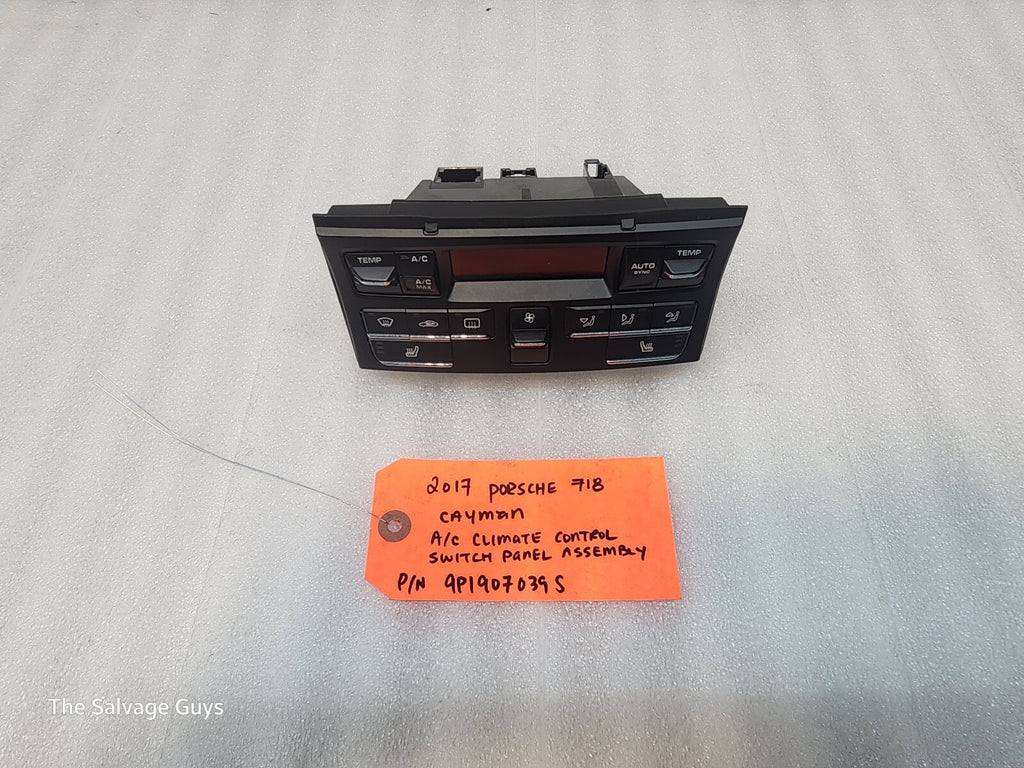 TEMP
A/C
A/C
MAX
AUTO
SYNC
TEMP
2017 PORSCHE 718
CAYMAN
A/C CLIMATE CONTROL
SWITCH PANEL ASSEMBLY
P/N 9P1907039S
The Salvage Guys